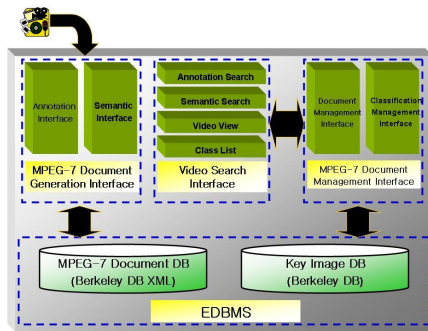 Annotation
Interface
Semantic
Interface
MPEG-7 Document
Generation Interface
Annotation Search
Semantic Search
Video View
Class List
Video Search
Interface
Document
Management
Interface
Classification
Management
Interface
MPEG-7 Document
Management Interface
MPEG-7 Document DB
(Berkeley DB XML)
Key Image DB
(Berkeley DB)
EDBMS